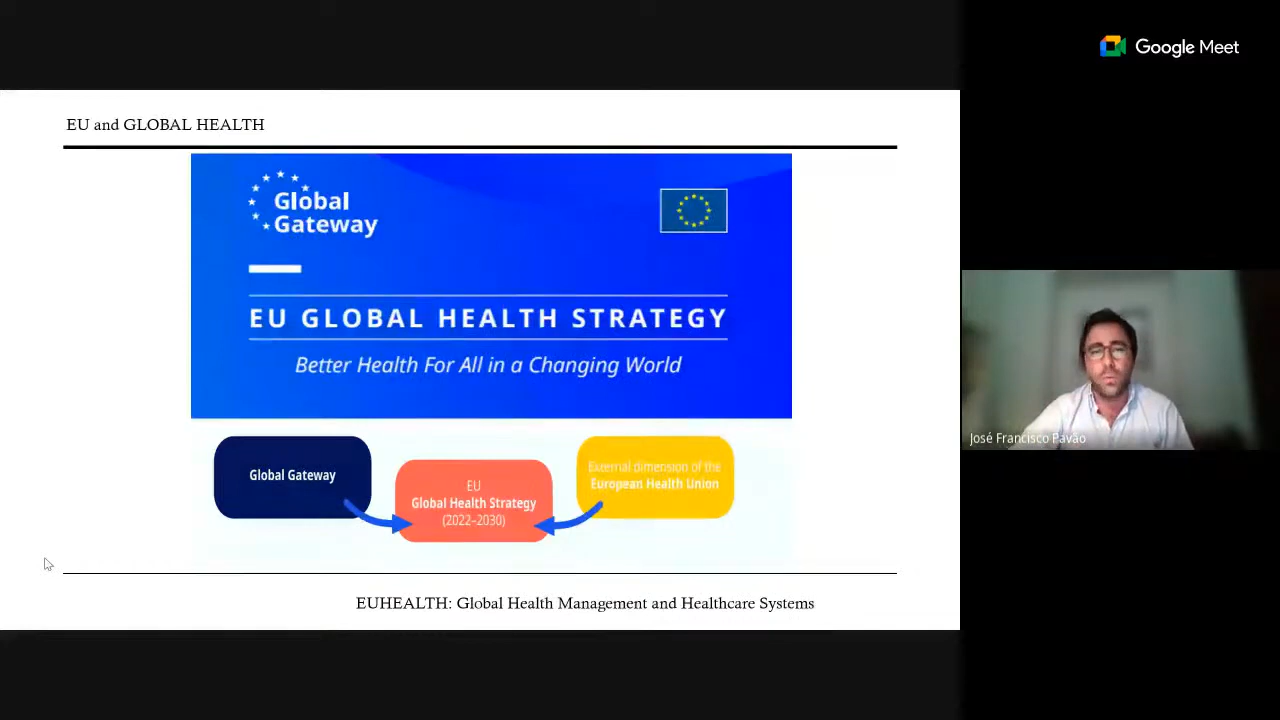 Google Meet
EU and GLOBAL HEALTH
Global
Gateway
EU GLOBAL HEALTH STRATEGY
Better Health For All in a Changing World
Global Gateway
EU
Global Health Strategy
(2022–2030)
External dimension of the
European Health Union
José Francisco Pavão
EUHEALTH: Global Health Management and Healthcare Systems